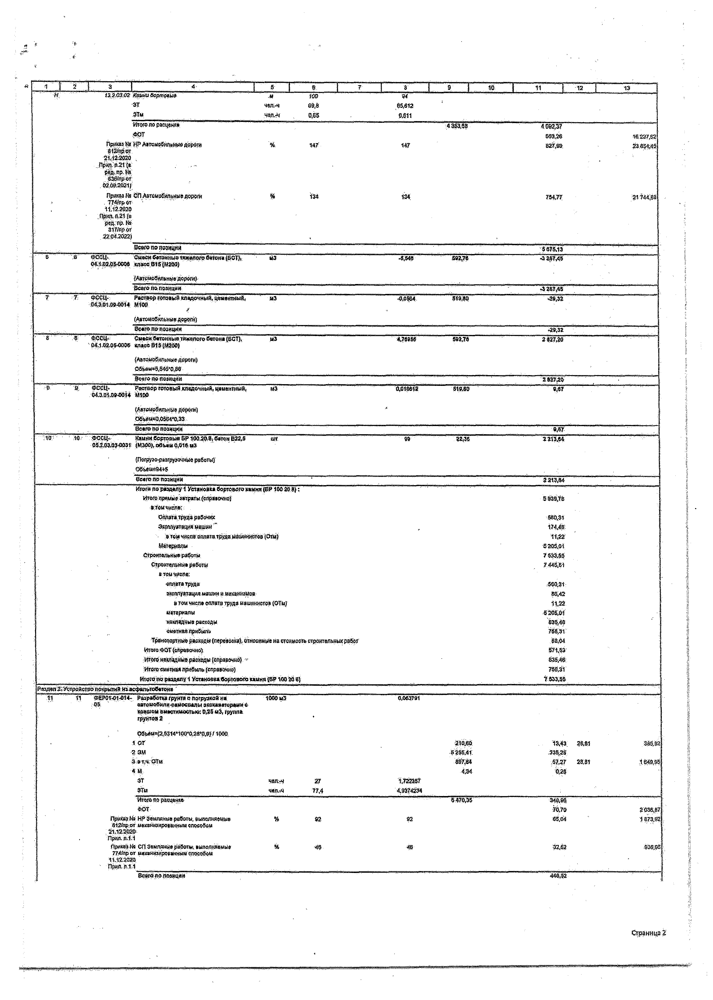 1 2 3 4 5 6 7 8 9 10 11 12 13
Н 13.2.03.02 Камни бортовые м 100 94
ЗТ чел.-ч 69,8 65,612
ЗТм чел.-ч 0,65 0,611
Итого по расценке 4 353,58 4 092,37
ФОТ 563,26 16 227,52
Приказ № НР Автомобильные дороги % 147 147 827,99 23 854,45
812/пр от
21.12.2020
Прил. п.21 (в
ред. пр. №
636/пр от
02.09.2021)
Приказ № СП Автомобильные дороги % 134 134 754,77 21 744,88
774/пр от
11.12.2020
Прил. п.21 (в
ред. пр. №
317/пр от
22.04.2022)
Всего по позиции 5 675,13
6 6 ФССЦ- Смеси бетонные тяжелого бетона (БСТ), м3 -5,546 592,76 -3 287,45
04.1.02.05-0006 класс В15 (М200)
(Автомобильные дороги)
Всего по позиции -3 287,45
7 7 ФССЦ- Раствор готовый кладочный, цементный, м3 -0,0564 519,80 -29,32
04.3.01.09-0014 М100
(Автомобильные дороги)
Всего по позиции -29,32
8 8 ФССЦ- Смеси бетонные тяжелого бетона (БСТ), м3 4,76956 592,76 2 827,20
04.1.02.05-0006 класс В15 (М200)
(Автомобильные дороги)
Объем=5,546*0,86
Всего по позиции 2 827,20
9 9 ФССЦ- Раствор готовый кладочный, цементный, м3 0,018612 519,80 9,67
04.3.01.09-0014 М100
(Автомобильные дороги)
Объем=0,0564*0,33
Всего по позиции 9,67
10 10 ФССЦ- Камни бортовые БР 100.20.8, бетон В22,5 шт 99 22,36 2 213,64
05.2.03.03-0031 (М300), объем 0,016 м3
(Погрузо-разгрузочные работы)
Объем=94+5
Всего по позиции 2 213,64
Итоги по разделу 1 Установка бортового камня (БР 100 20 8) :
Итого прямые затраты (справочно) 5 939,78
в том числе:
Оплата труда рабочих 560,31
Эксплуатация машин 174,46
в том числе оплата труда машинистов (Отм) 11,22
Материалы 5 205,01
Строительные работы 7 533,55
Строительные работы 7 445,51
в том числе:
оплата труда 560,31
эксплуатация машин и механизмов 86,42
в том числе оплата труда машинистов (ОТм) 11,22
материалы 5 205,01
накладные расходы 835,46
сметная прибыль 758,31
Транспортные расходы (перевозка), относимые на стоимость строительных работ 88,04
Итого ФОТ (справочно) 571,53
Итого накладные расходы (справочно) 835,46
Итого сметная прибыль (справочно) 758,31
Итого по разделу 1 Установка бортового камня (БР 100 20 8) 7 533,55
Раздел 2. Устройство покрытий из асфальтобетона
11 11 ФЕР01-01-014- Разработка грунта с погрузкой на 1000 м3 0,063791
05 автомобили-самосвалы экскаваторами с
ковшом вместимостью: 0,25 м3, группа
грунтов 2
Объем=(2,5314*100*0,28*0,9) / 1000
1 ОТ 210,60 13,43 28,81 386,92
2 ЭМ 5 255,41 335,25
3 в т.ч. ОТм 897,84 57,27 28,81 1 649,95
4 М 4,34 0,28
ЗТ чел.-ч 27 1,722357
ЗТм чел.-ч 77,4 4,9374234
Итого по расценке 5 470,35 348,96
ФОТ 70,70 2 036,87
Приказ № НР Земляные работы, выполняемые % 92 92 65,04 1 873,92
812/пр от механизированным способом
21.12.2020
Прил. п.1.1
Приказ № СП Земляные работы, выполняемые % 46 46 32,52 936,96
774/пр от механизированным способом
11.12.2020
Прил. п.1.1
Всего по позиции 446,52
Страница 2